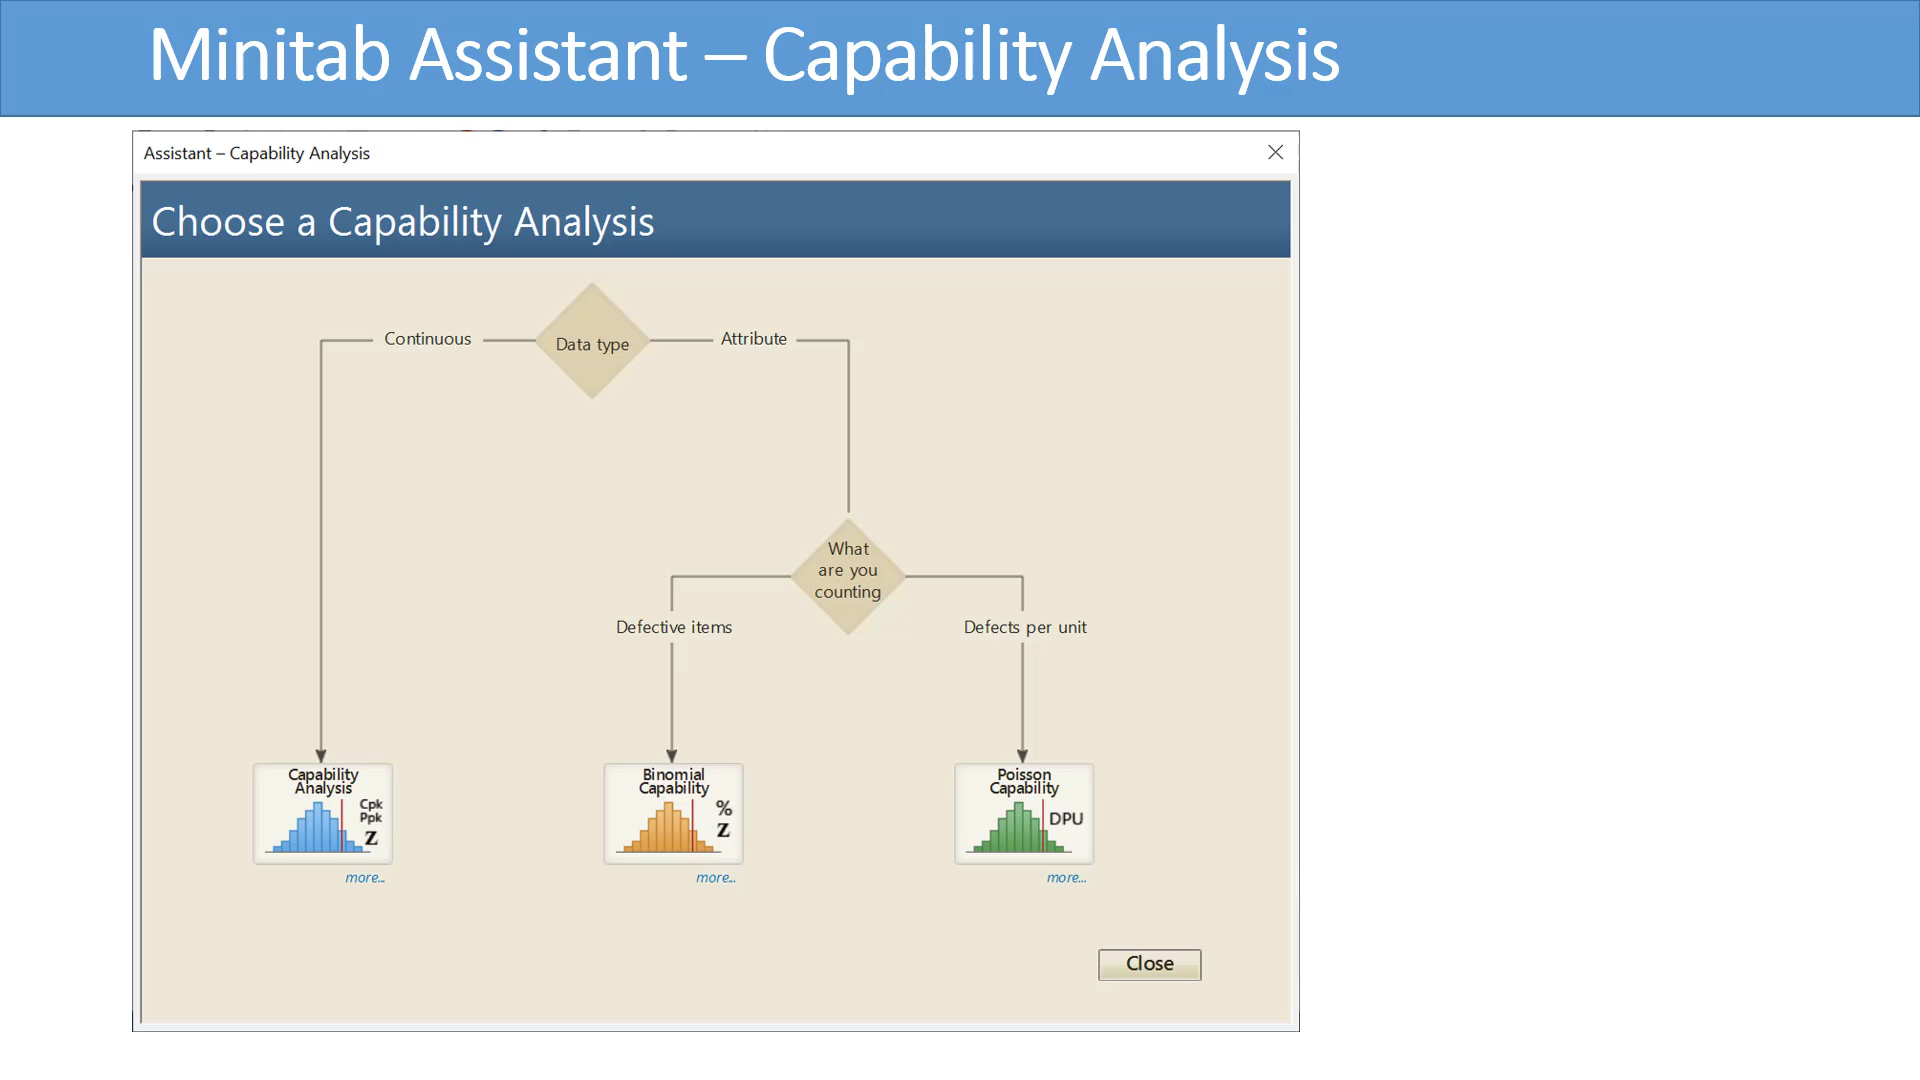 Minitab Assistant – Capability Analysis
Assistant – Capability Analysis
Choose a Capability Analysis
Continuous
Data type
Attribute
What
are you
counting
Defective items
Defects per unit
Capability
Analysis
Cpk
Ppk
Z
more...
Binomial
Capability
%
Z
more...
Poisson
Capability
DPU
more...
Close